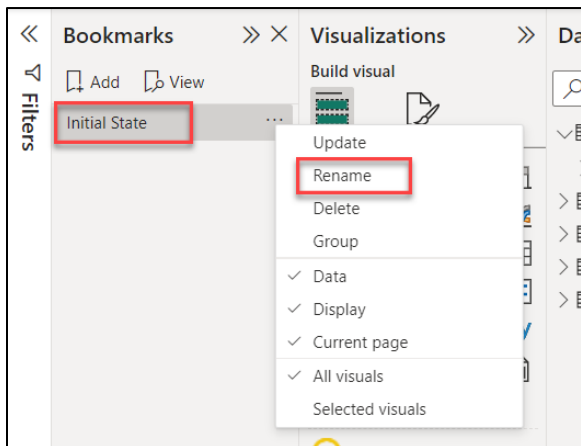 Bookmarks
Visualizations
Da
Filters
Add
View
Build visual
Initial State
Update
Rename
Delete
Group
Data
Display
Current page
All visuals
Selected visuals